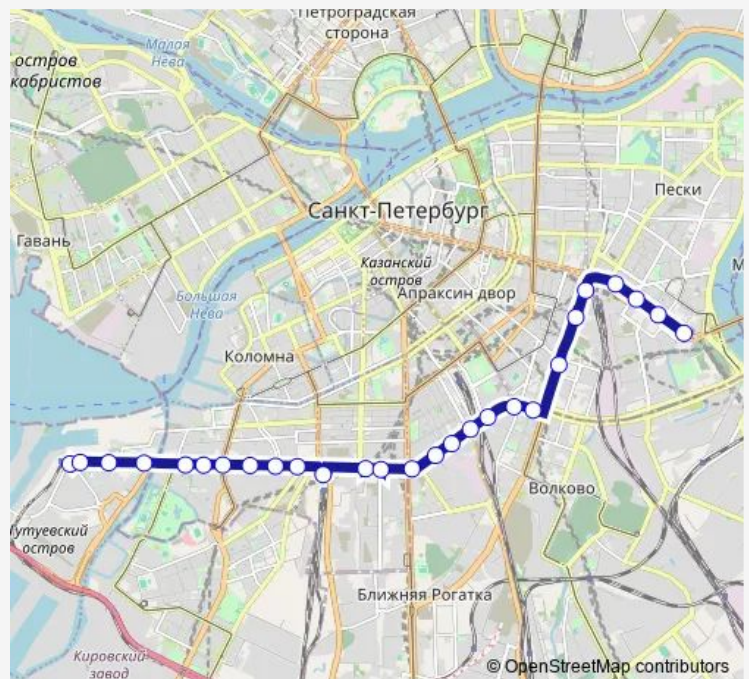 Петроградская
сторона
Малая
Нева
остров
кабристов
Пески
Санкт-Петербург
Гавань
Казанский
остров
Апраксин двор
Большая
Нева
Коломна
Волково
Гутуевский
остров
Ближняя Рогатка
Кировский
завод
© OpenStreetMap contributors